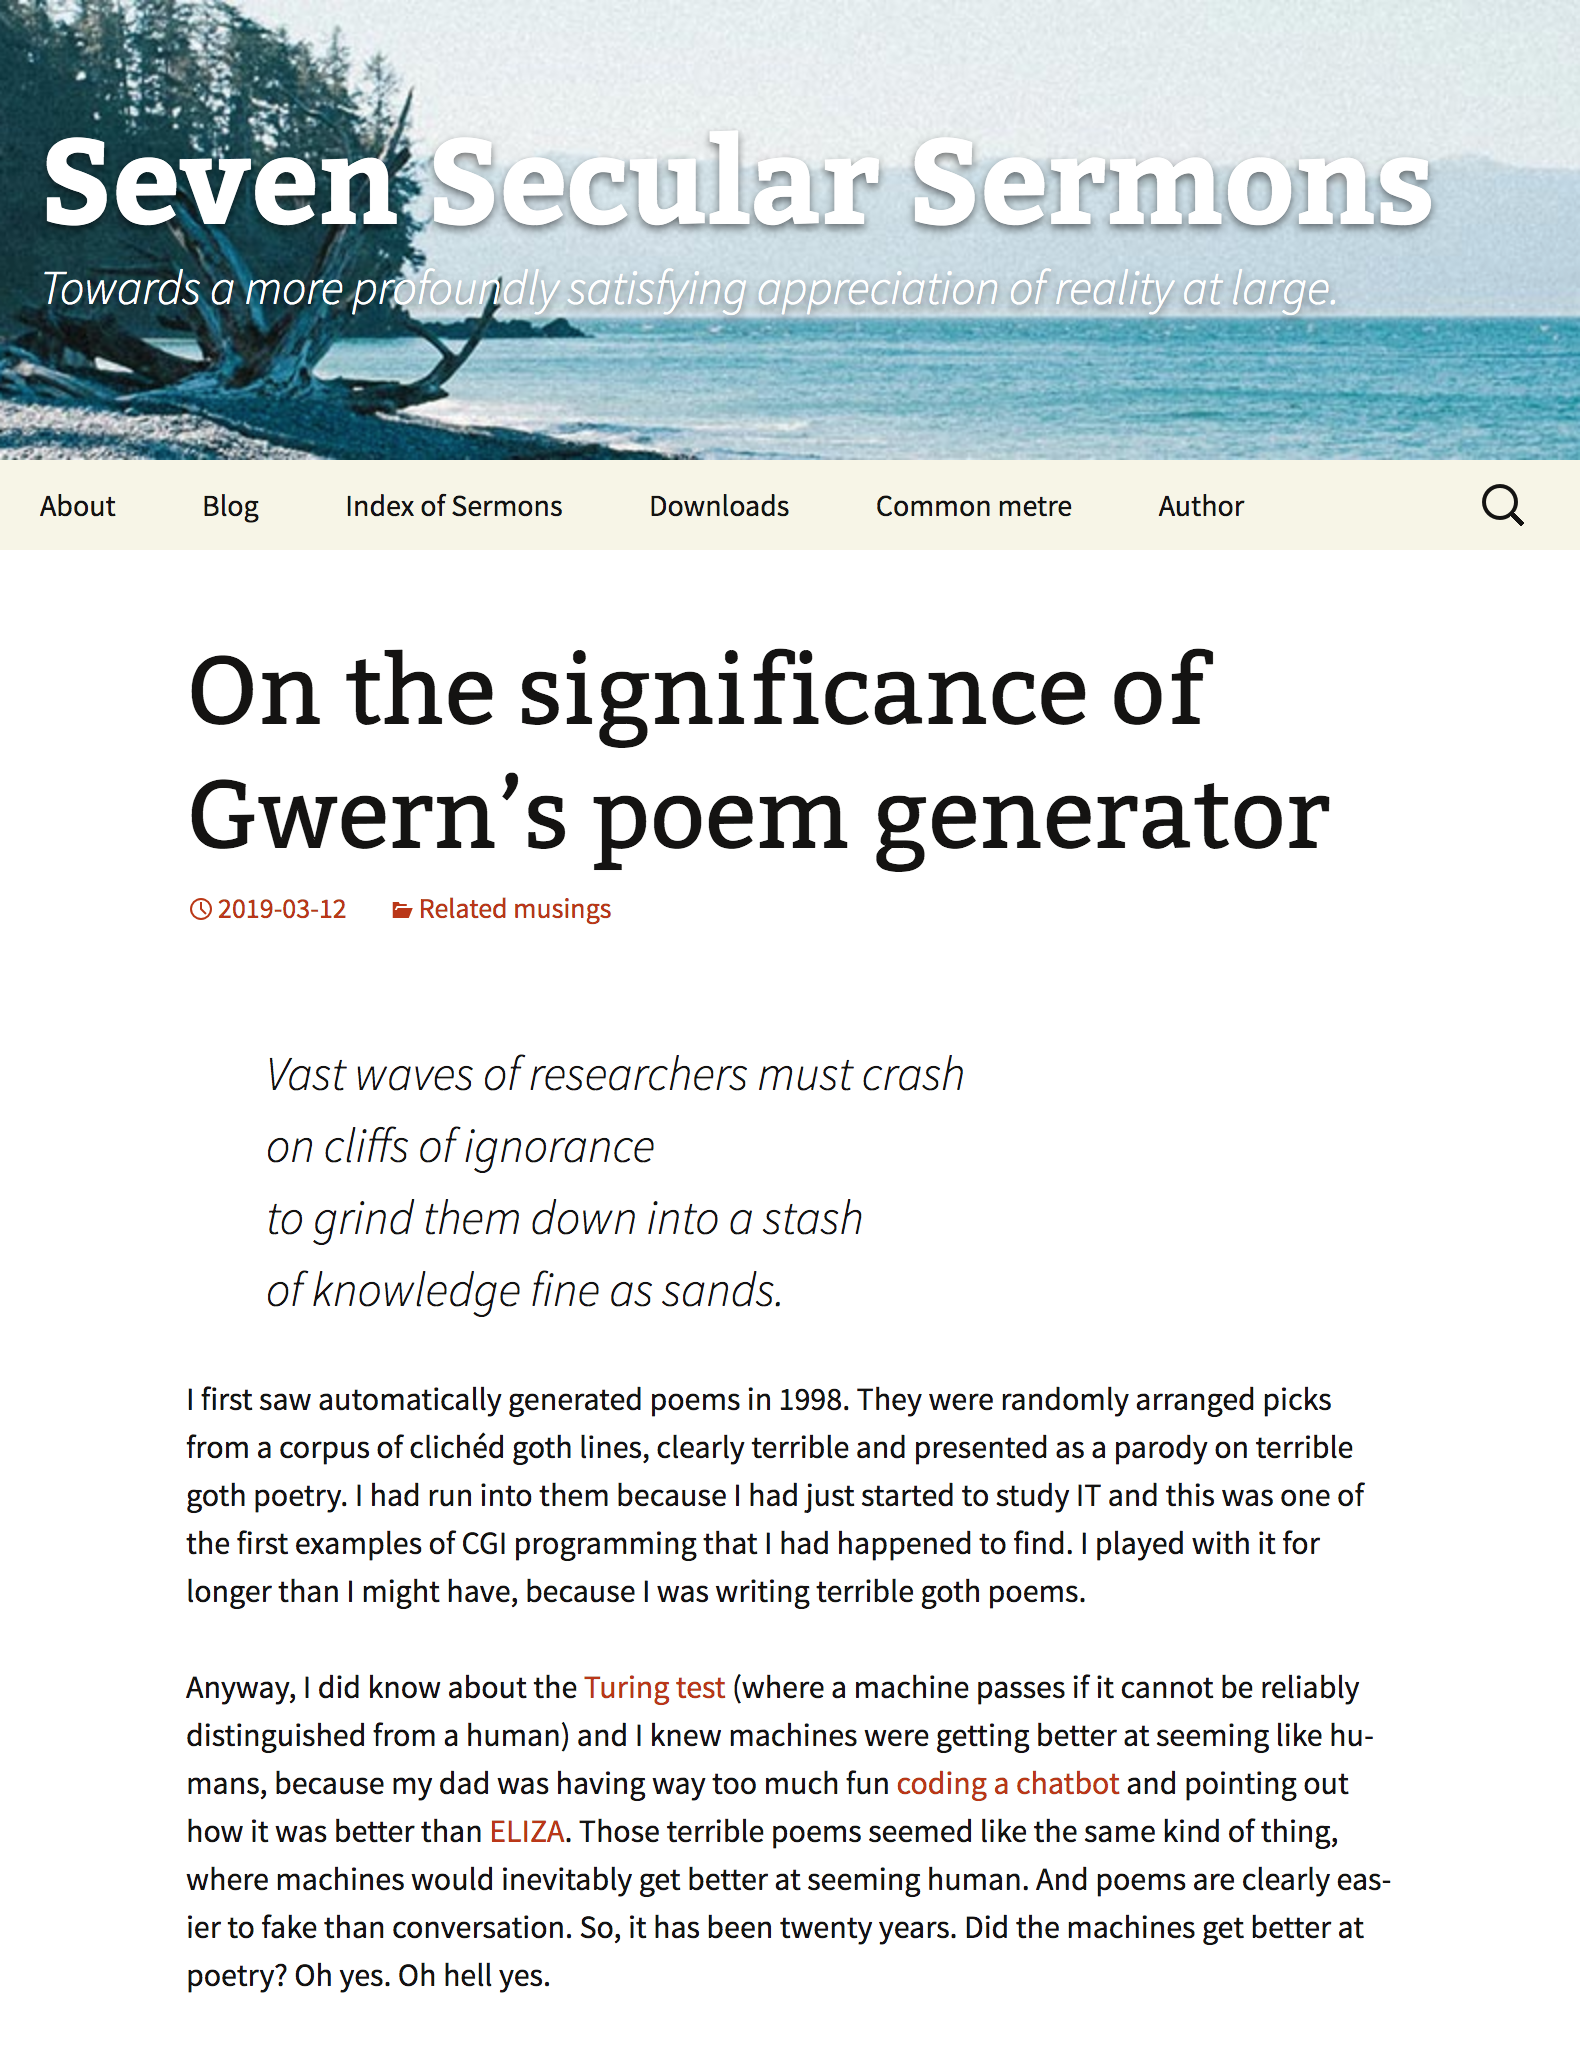 Seven Secular Sermons
Towards a more profoundly satisfying appreciation of reality at large.
About Blog Index of Sermons Downloads Common metre Author
On the significance of
Gwern’s poem generator
2019-03-12 Related musings
Vast waves of researchers must crash
on cliffs of ignorance
to grind them down into a stash
of knowledge fine as sands.
I first saw automatically generated poems in 1998. They were randomly arranged picks
from a corpus of clichéd goth lines, clearly terrible and presented as a parody on terrible
goth poetry. I had run into them because I had just started to study IT and this was one of
the first examples of CGI programming that I had happened to find. I played with it for
longer than I might have, because I was writing terrible goth poems.
Anyway, I did know about the Turing test (where a machine passes if it cannot be reliably
distinguished from a human) and I knew machines were getting better at seeming like hu-
mans, because my dad was having way too much fun coding a chatbot and pointing out
how it was better than ELIZA. Those terrible poems seemed like the same kind of thing,
where machines would inevitably get better at seeming human. And poems are clearly eas-
ier to fake than conversation. So, it has been twenty years. Did the machines get better at
poetry? Oh yes. Oh hell yes.